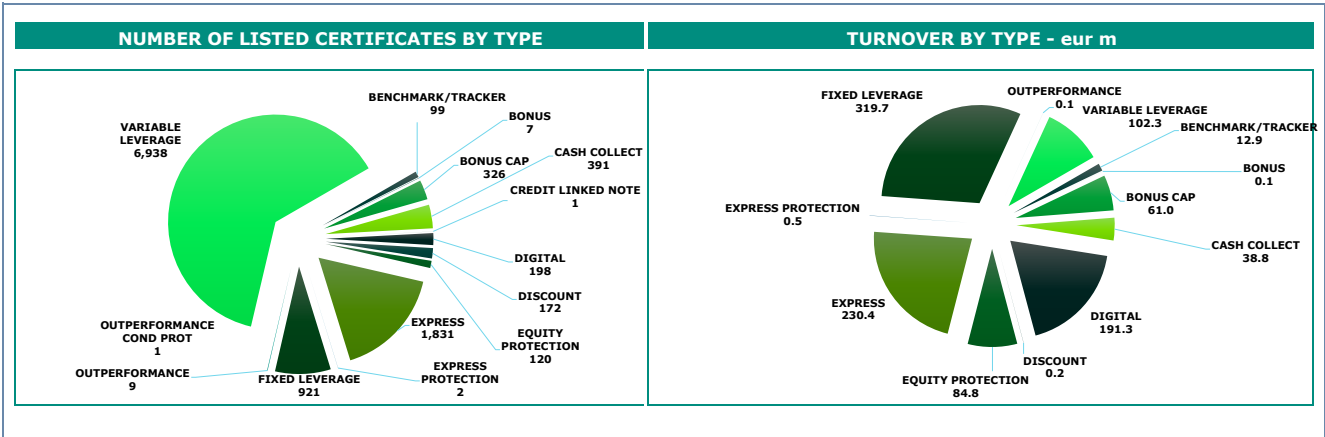 NUMBER OF LISTED CERTIFICATES BY TYPE
BENCHMARK/TRACKER
99
BONUS
7
VARIABLE
LEVERAGE
6,938
BONUS CAP
326
CASH COLLECT
391
CREDIT LINKED NOTE
1
DIGITAL
198
DISCOUNT
172
EQUITY
PROTECTION
120
EXPRESS
1,831
EXPRESS
PROTECTION
2
FIXED LEVERAGE
921
OUTPERFORMANCE
9
OUTPERFORMANCE
COND PROT
1
TURNOVER BY TYPE - eur m
FIXED LEVERAGE
319.7
OUTPERFORMANCE
0.1
VARIABLE LEVERAGE
102.3
BENCHMARK/TRACKER
12.9
BONUS
0.1
BONUS CAP
61.0
CASH COLLECT
38.8
DIGITAL
191.3
DISCOUNT
0.2
EQUITY PROTECTION
84.8
EXPRESS
230.4
EXPRESS PROTECTION
0.5